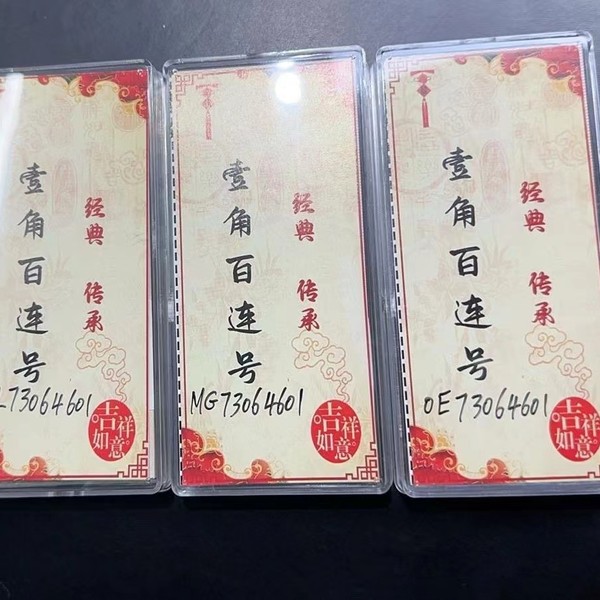 壹角百连号
经典 传承
73064601
吉祥
如意
壹角百连号
经典 传承
MG73064601
吉祥
如意
壹角百连号
经典 传承
OE73064601
吉祥
如意